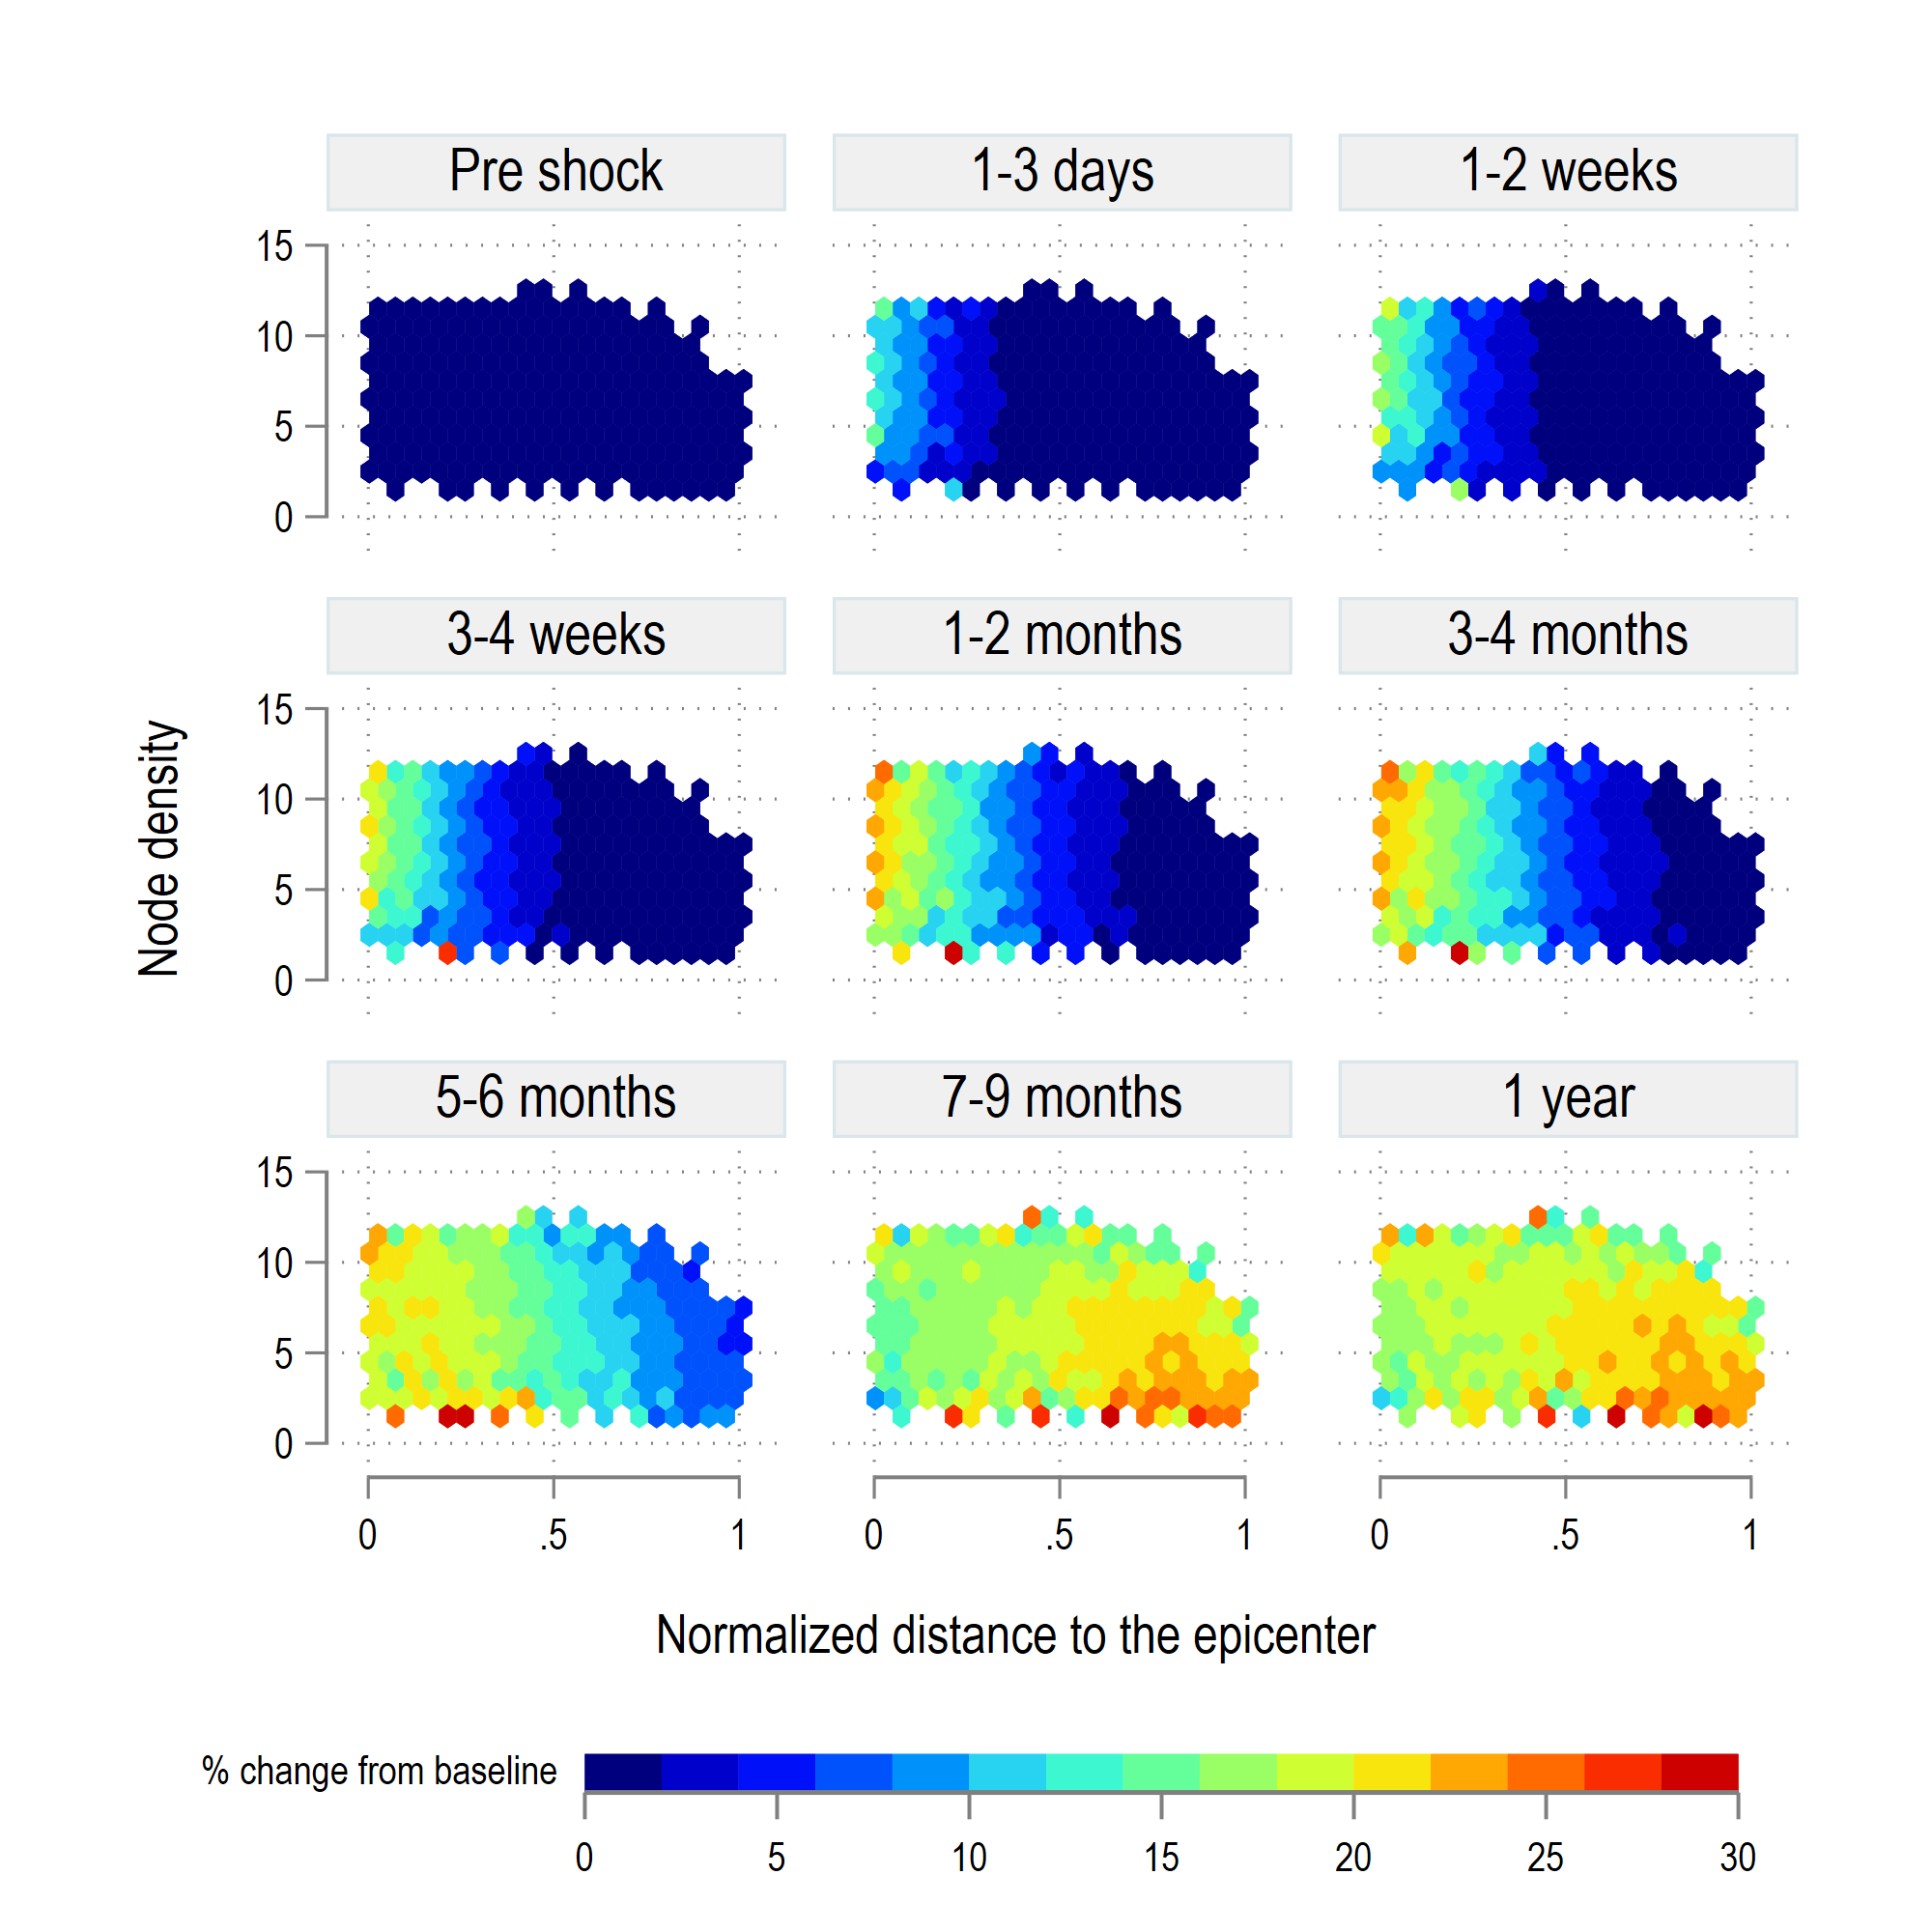 Pre shock
1-3 days
1-2 weeks
15
10
5
0
3-4 weeks
1-2 months
3-4 months
15
10
5
0
Node density
5-6 months
7-9 months
1 year
15
10
5
0
0 .5 1
0 .5 1
0 .5 1
Normalized distance to the epicenter
% change from baseline
0 5 10 15 20 25 30